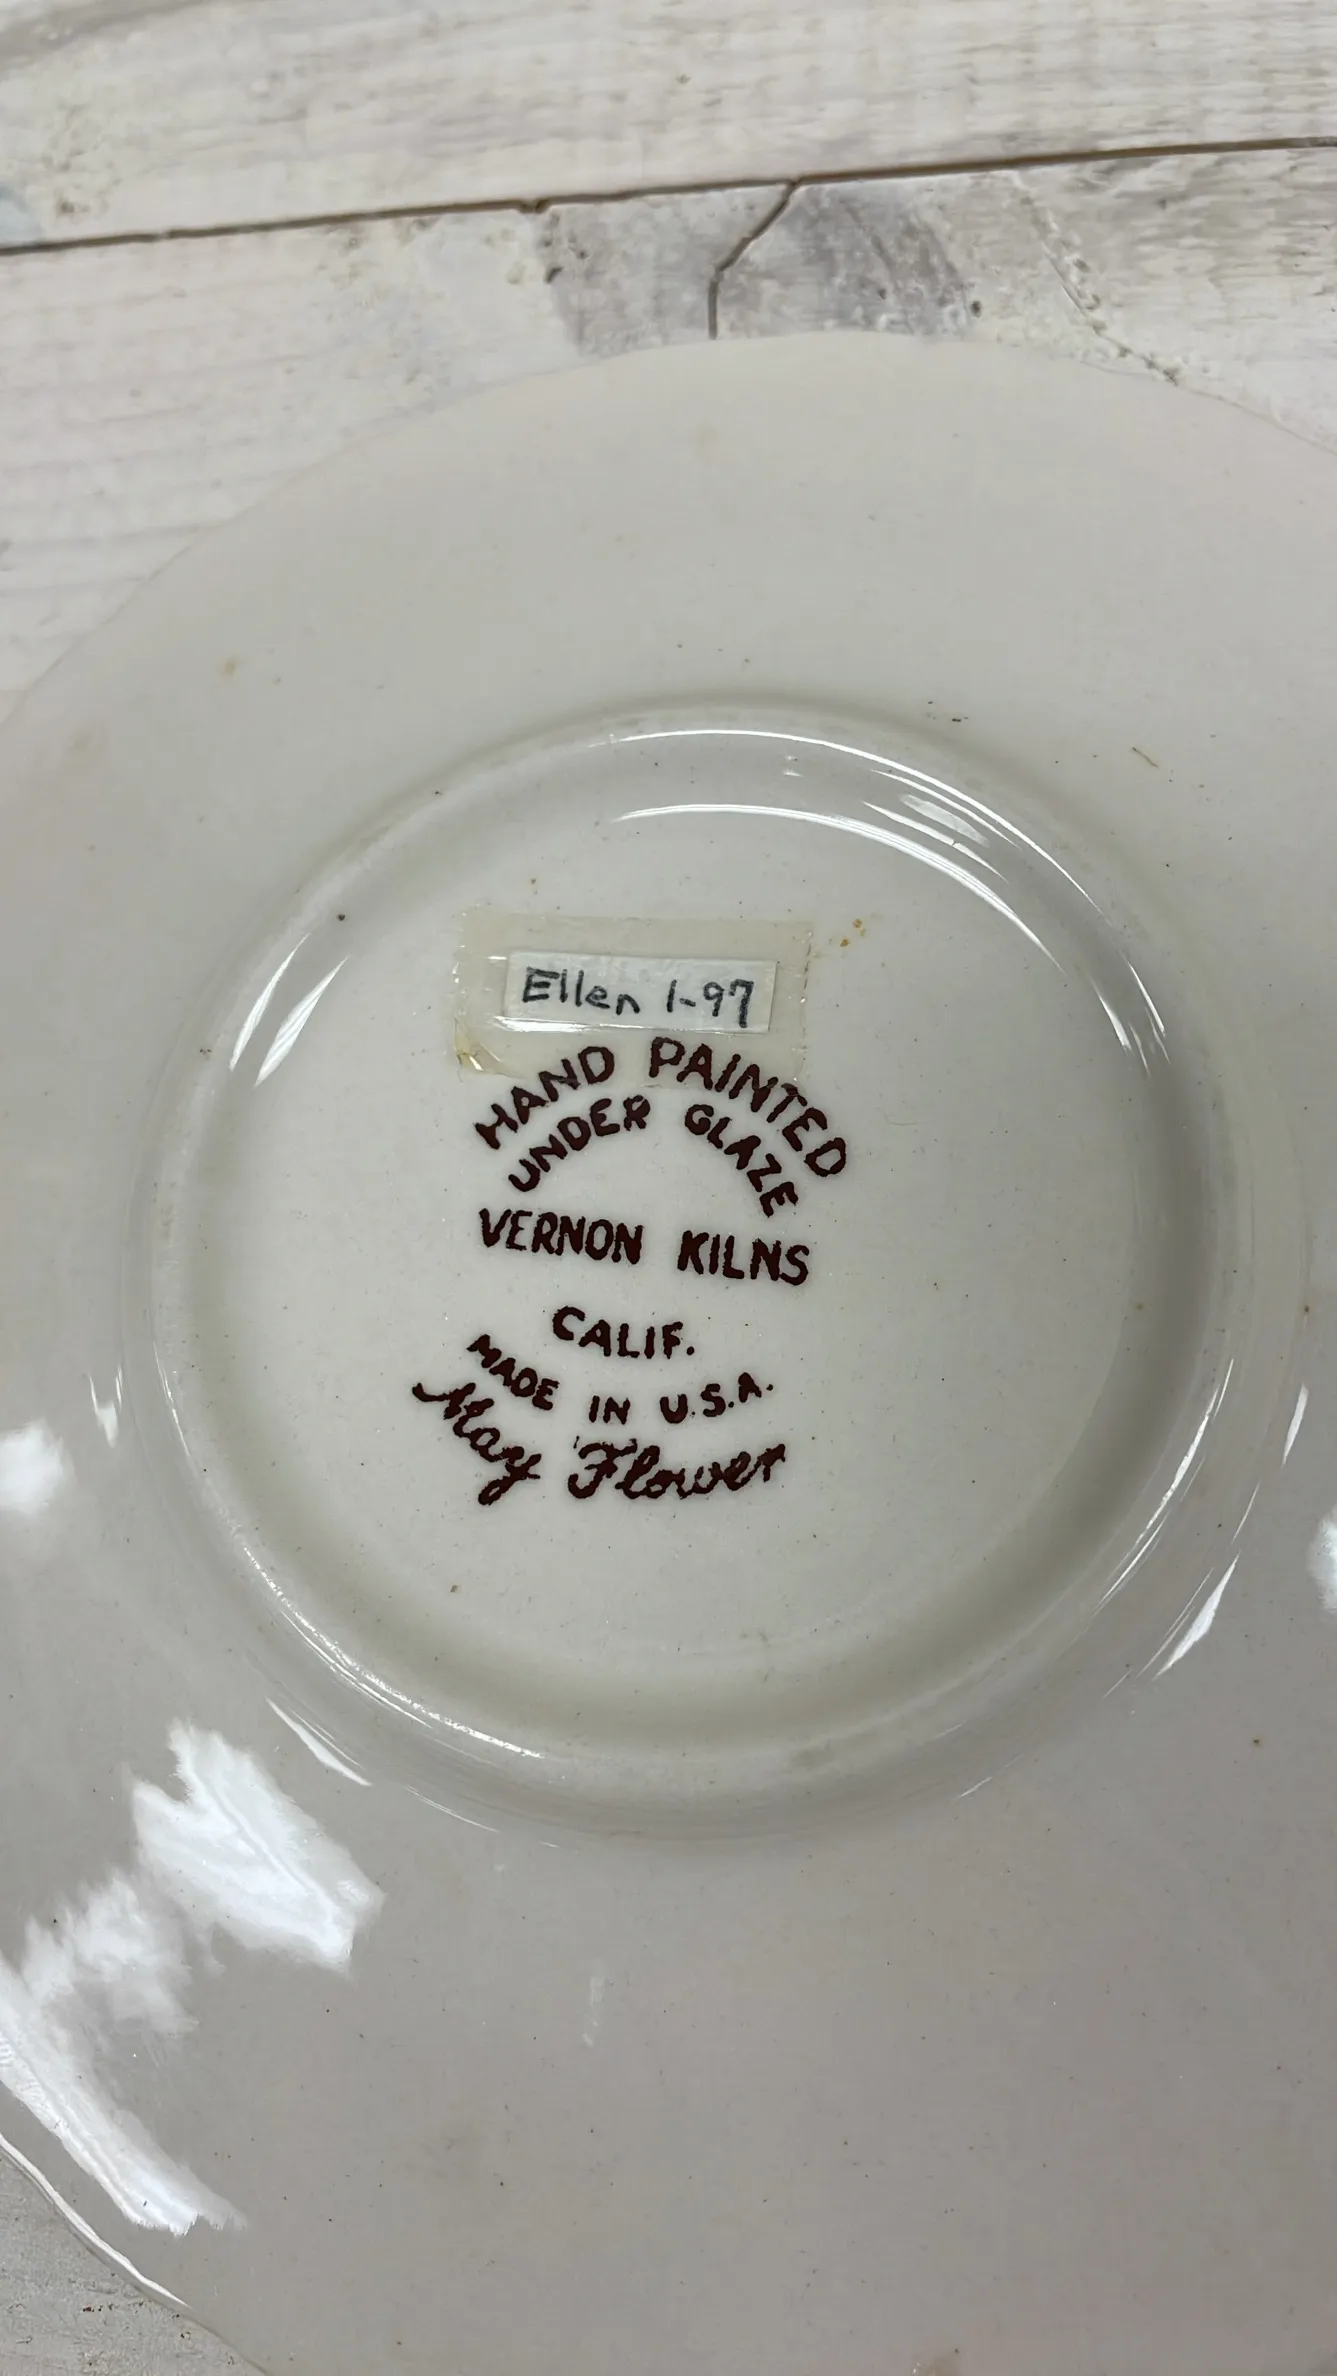 Ellen 1-97
HAND PAINTED
UNDER GLAZE
VERNON KILNS
CALIF.
MADE IN U.S.A.
May Flower